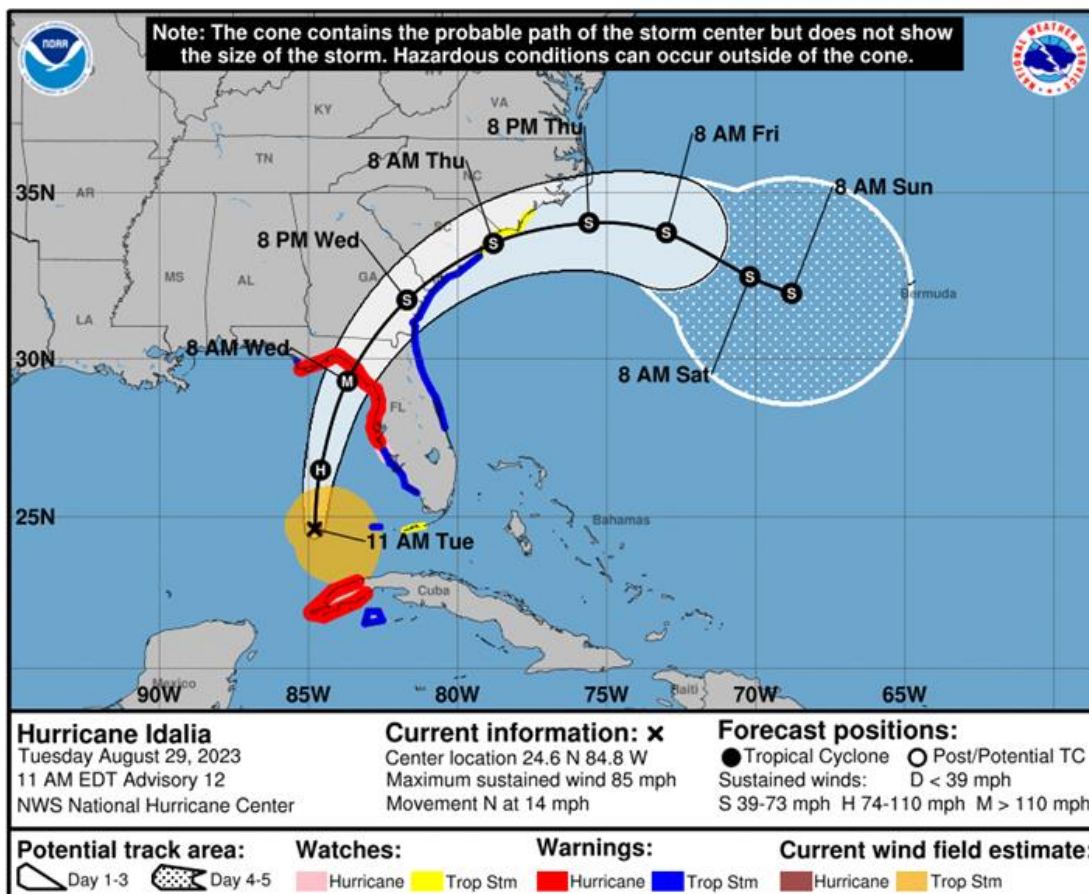 Note: The cone contains the probable path of the storm center but does not show
the size of the storm. Hazardous conditions can occur outside of the cone.
NOAA
NATIONAL WEATHER SERVICE
KY
VA
8 PM Thu
8 AM Fri
TN
8 AM Thu
NC
35N
AR
8 AM Sun
SC
8 PM Wed
MS
AL
GA
S
S
S
S
S
S
LA
Bermuda
8 AM Wed
30N
M
8 AM Sat
FL
H
25N
11 AM Tue
Bahamas
Cuba
Mexico
Haiti
90W
85W
80W
75W
70W
65W
Hurricane Idalia
Tuesday August 29, 2023
11 AM EDT Advisory 12
NWS National Hurricane Center
Current information: x
Center location 24.6 N 84.8 W
Maximum sustained wind 85 mph
Movement N at 14 mph
Forecast positions:
Tropical Cyclone Post/Potential TC
Sustained winds: D < 39 mph
S 39-73 mph H 74-110 mph M > 110 mph
Potential track area:
Day 1-3 Day 4-5
Watches:
Hurricane Trop Stm
Warnings:
Hurricane Trop Stm
Current wind field estimate:
Hurricane Trop Stm